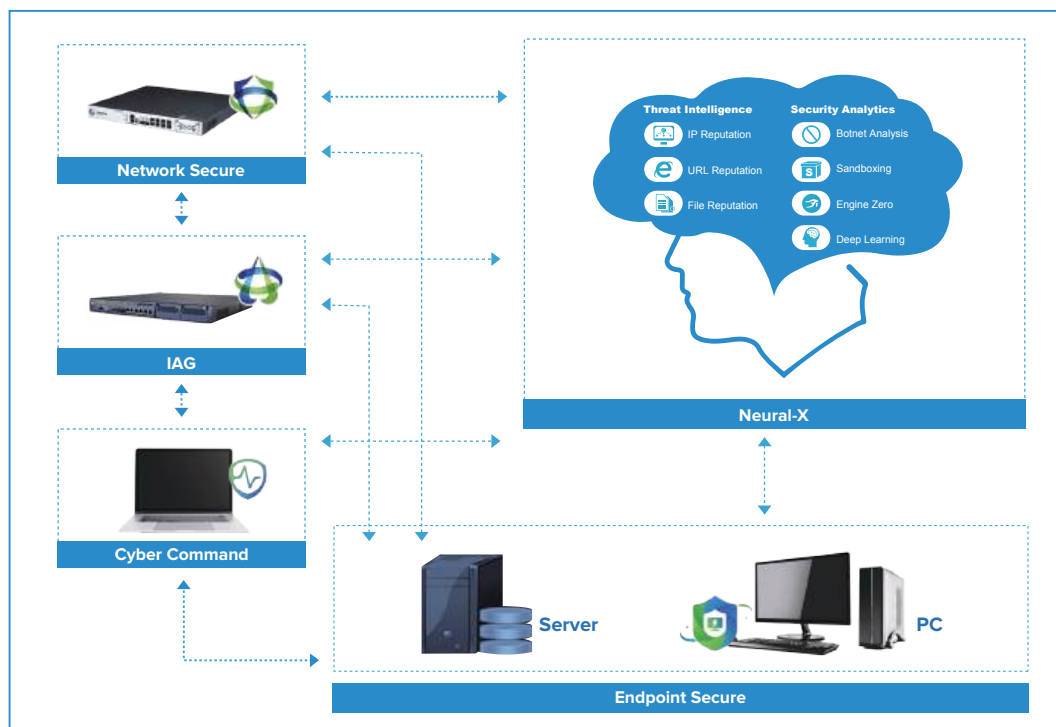 Network Secure
IAG
Cyber Command
Threat Intelligence
IP Reputation
URL Reputation
File Reputation
Security Analytics
Botnet Analysis
Sandboxing
Engine Zero
Deep Learning
Neural-X
Server
PC
Endpoint Secure